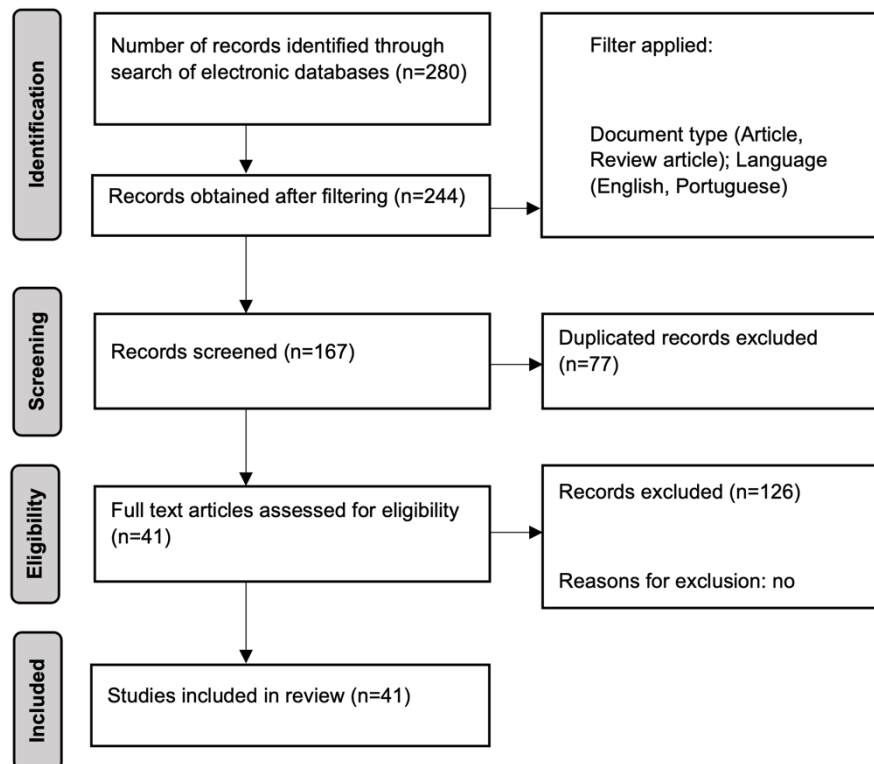 Identification
Number of records identified through
search of electronic databases (n=280)
Filter applied:
Document type (Article,
Review article); Language
(English, Portuguese)
Records obtained after filtering (n=244)
Screening
Records screened (n=167)
Duplicated records excluded
(n=77)
Eligibility
Full text articles assessed for eligibility
(n=41)
Records excluded (n=126)
Reasons for exclusion: no
Included
Studies included in review (n=41)